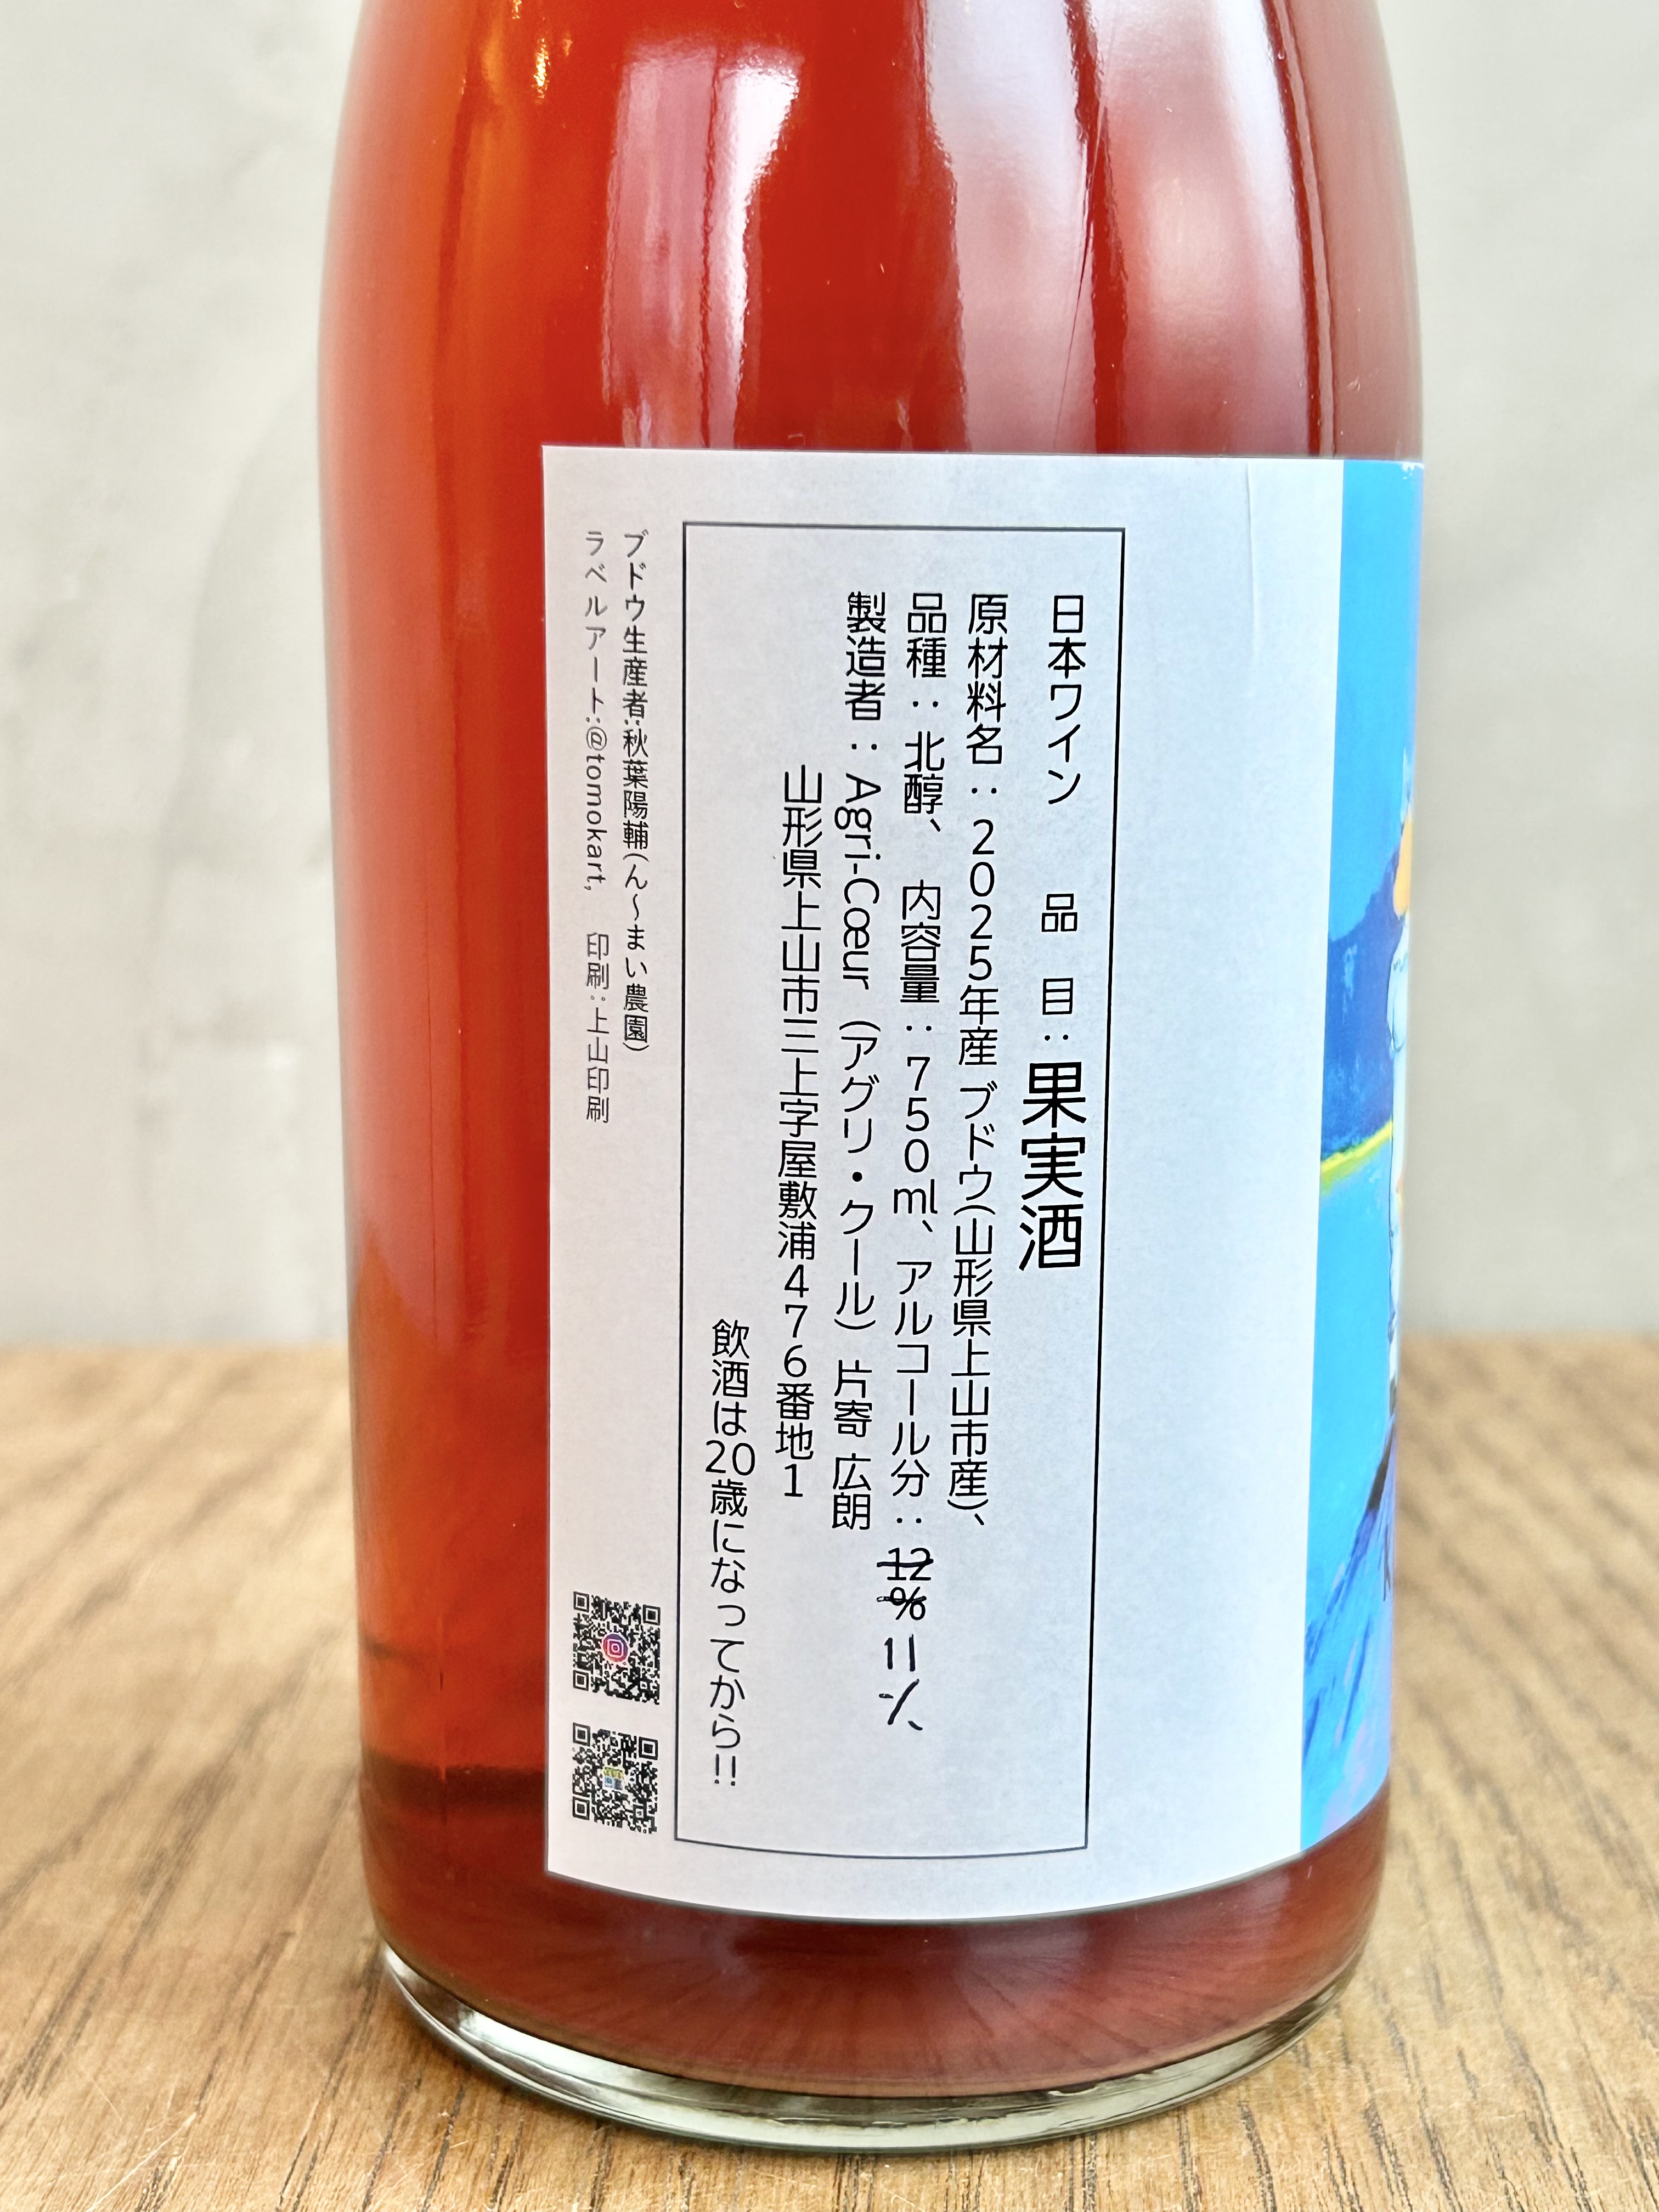 日本ワイン　品　目：果実酒
原材料名：2025年産 ブドウ(山形県上山市産)、
品種：北醇、　内容量：750ml、アルコール分：12% 11%
製造者：Agri-Cœur（アグリ・クール）片寄 広朗
山形県上山市三上字屋敷浦476番地1
飲酒は20歳になってから!!
ブドウ生産者:秋葉陽輔(ん〜まい農園)
ラベルアート:@tomokart,　印刷:上山印刷